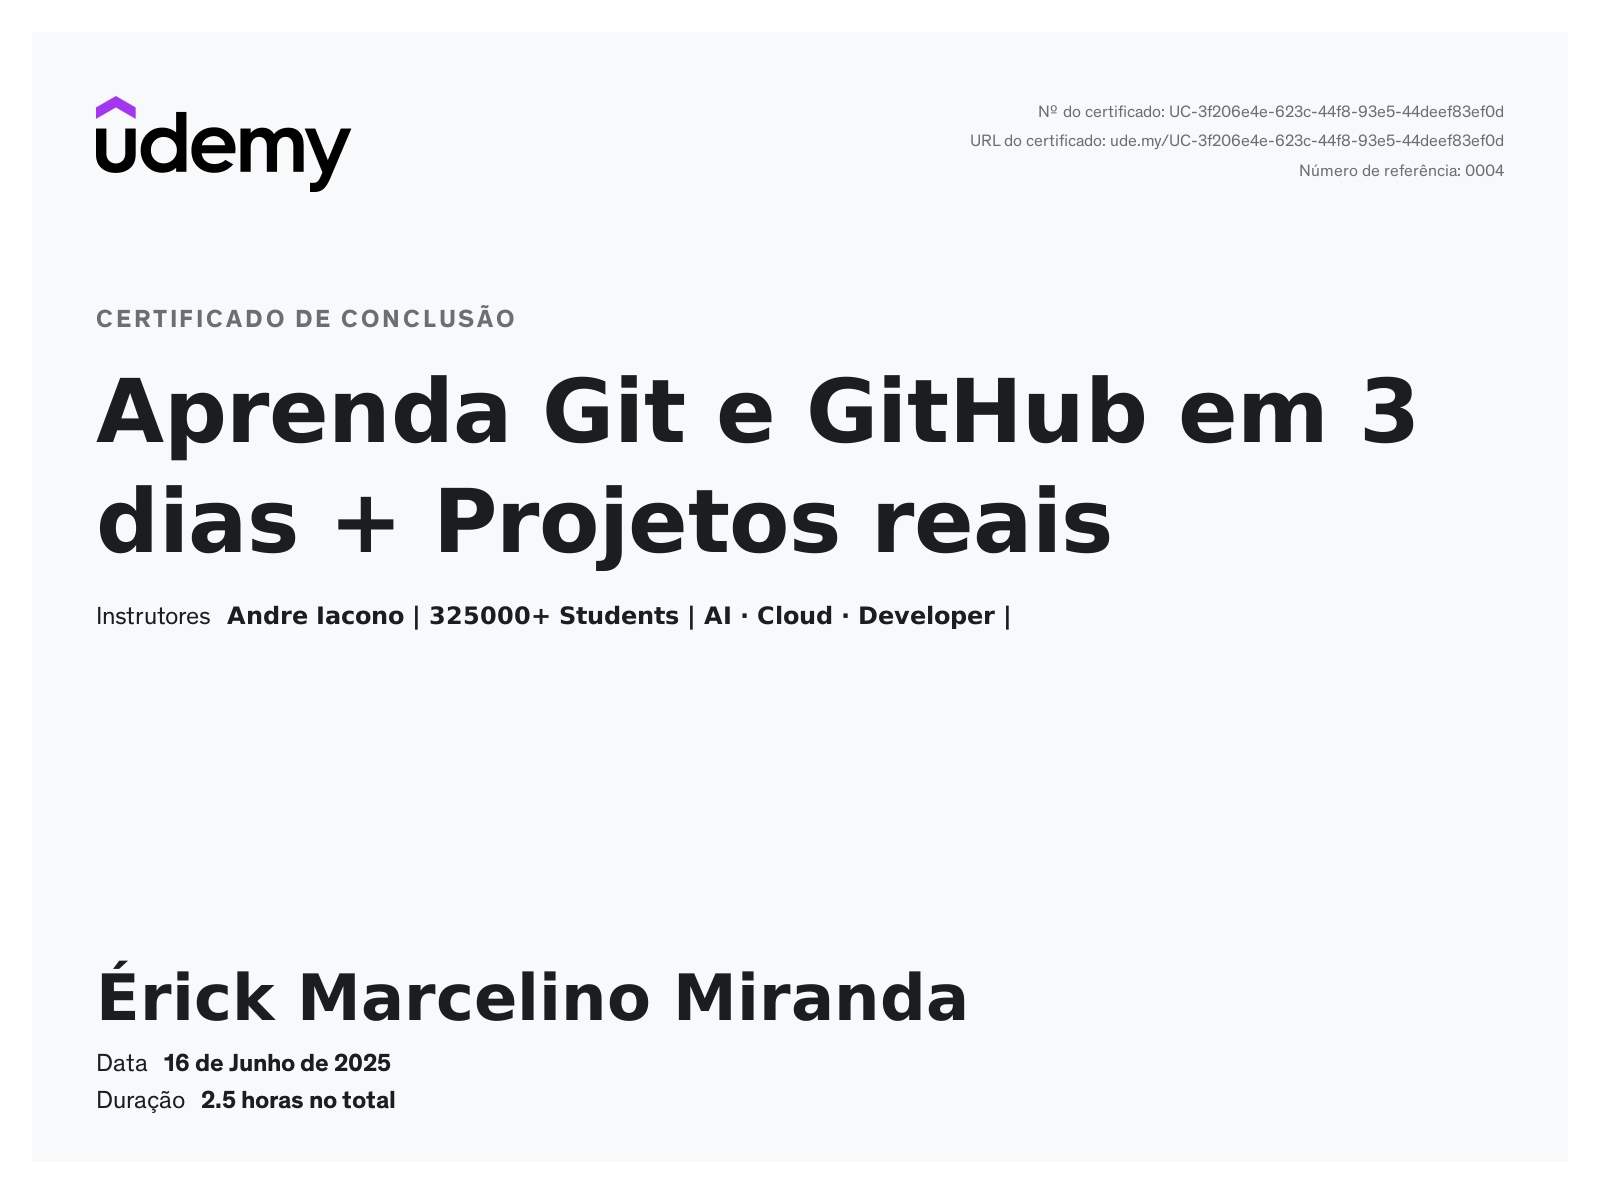 udemy
Nº do certificado: UC-3f206e4e-623c-44f8-93e5-44deef83ef0d
URL do certificado: ude.my/UC-3f206e4e-623c-44f8-93e5-44deef83ef0d
Número de referência: 0004
CERTIFICADO DE CONCLUSÃO
Aprenda Git e GitHub em 3
dias + Projetos reais
Instrutores Andre Iacono | 325000+ Students | AI · Cloud · Developer |
Érick Marcelino Miranda
Data 16 de Junho de 2025
Duração 2.5 horas no total